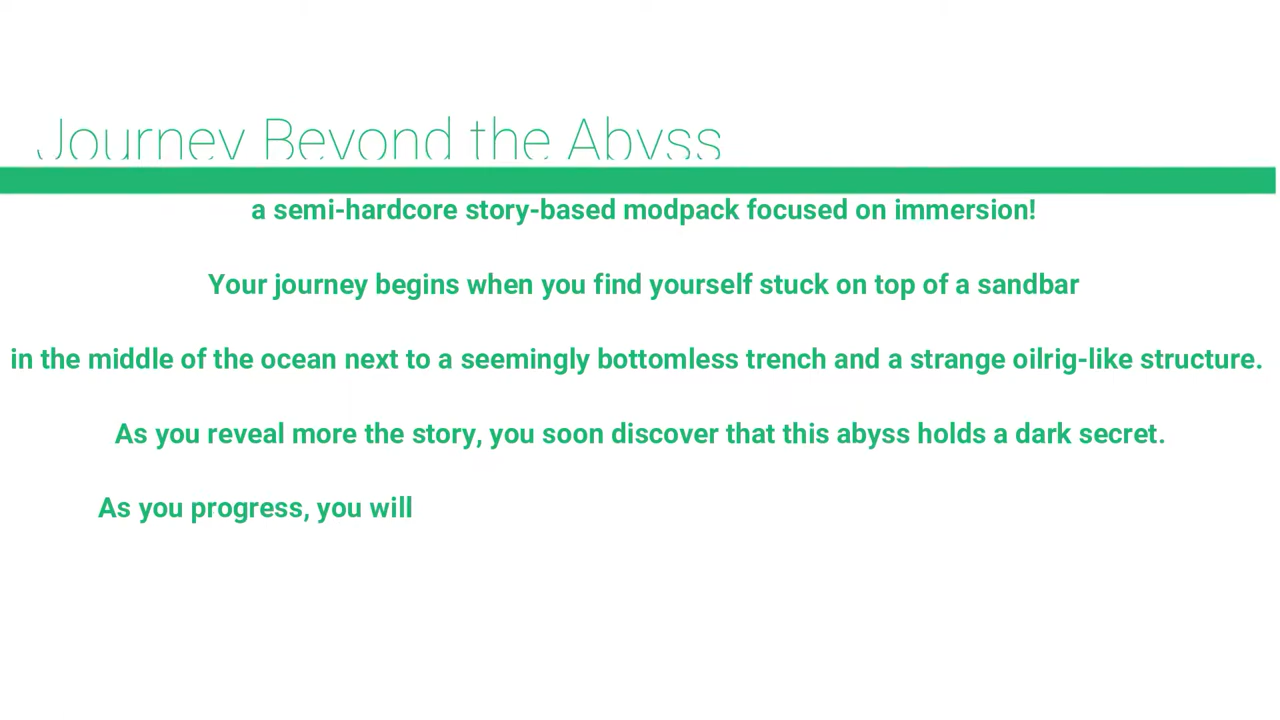 Journey Beyond the Abyss
a semi-hardcore story-based modpack focused on immersion!
Your journey begins when you find yourself stuck on top of a sandbar
in the middle of the ocean next to a seemingly bottomless trench and a strange oilrig-like structure.
As you reveal more the story, you soon discover that this abyss holds a dark secret.
As you progress, you will